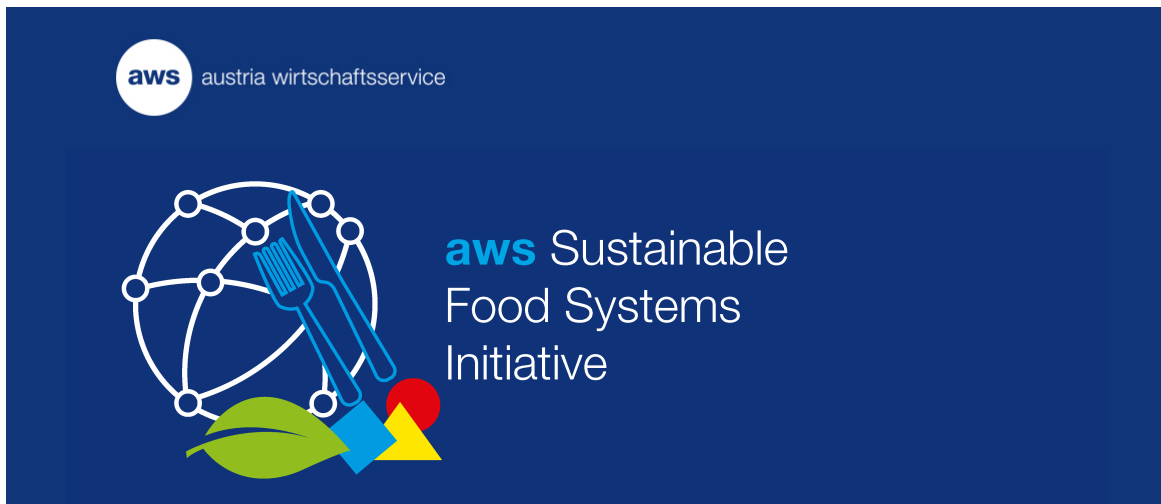 aws austria wirtschaftsservice
aws Sustainable
Food Systems
Initiative